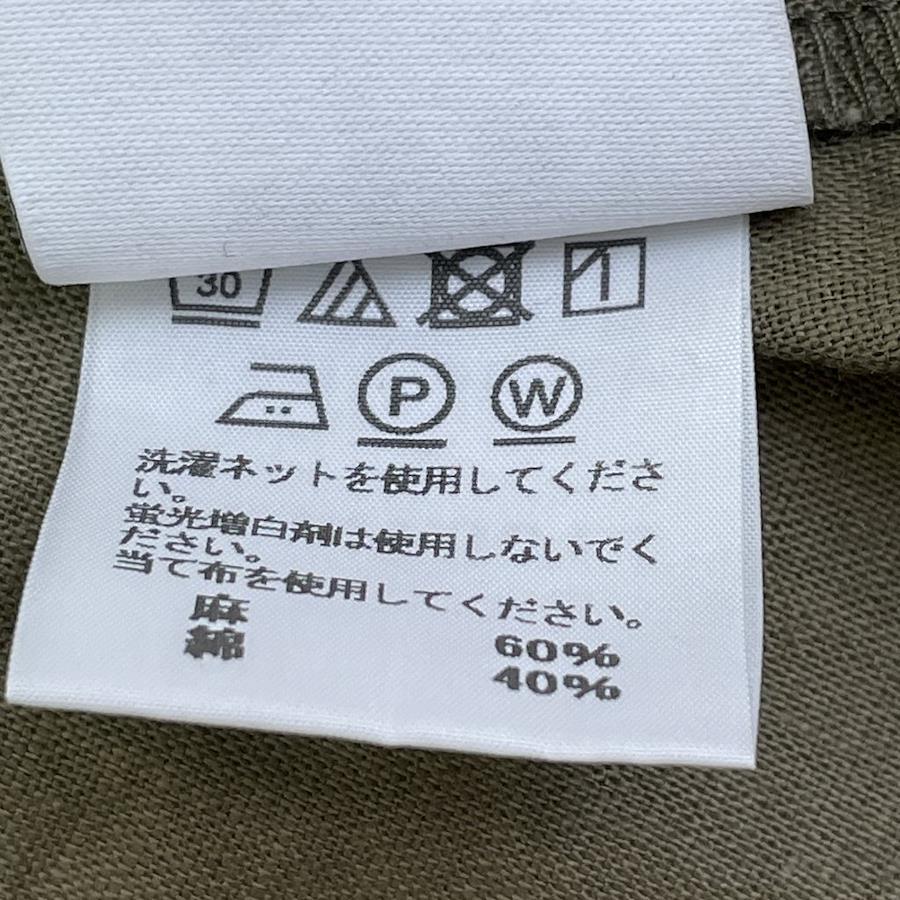 30
P W
洗濯ネットを使用してくださ
い。
蛍光増白剤は使用しないでく
ださい。
当て布を使用してください。
麻 60%
綿 40%